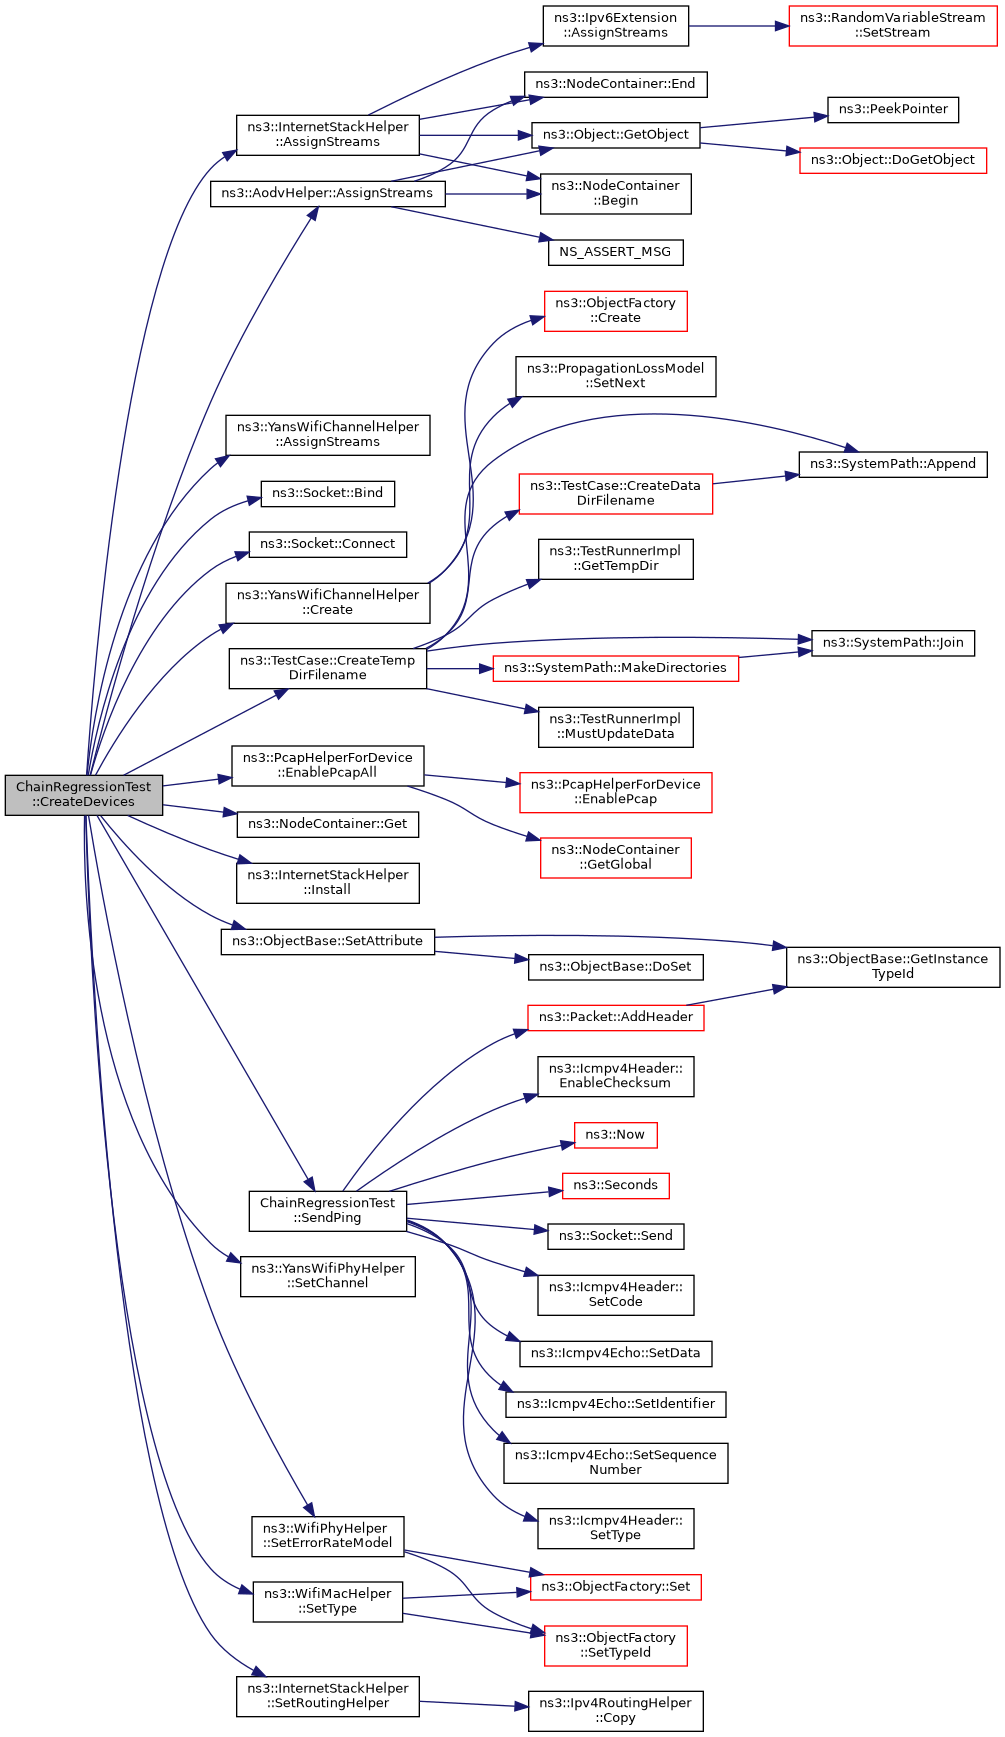 ns3::Ipv6Extension
::AssignStreams
ns3::RandomVariableStream
::SetStream
ns3::NodeContainer::End
ns3::PeekPointer
ns3::InternetStackHelper
::AssignStreams
ns3::Object::GetObject
ns3::Object::DoGetObject
ns3::AodvHelper::AssignStreams
ns3::NodeContainer
::Begin
NS_ASSERT_MSG
ns3::ObjectFactory
::Create
ns3::PropagationLossModel
::SetNext
ns3::YansWifiChannelHelper
::AssignStreams
ns3::SystemPath::Append
ns3::Socket::Bind
ns3::TestCase::CreateData
DirFilename
ns3::Socket::Connect
ns3::TestRunnerImpl
::GetTempDir
ns3::YansWifiChannelHelper
::Create
ns3::SystemPath::Join
ns3::TestCase::CreateTemp
DirFilename
ns3::SystemPath::MakeDirectories
ns3::TestRunnerImpl
::MustUpdateData
ns3::PcapHelperForDevice
::EnablePcapAll
ChainRegressionTest
::CreateDevices
ns3::PcapHelperForDevice
::EnablePcap
ns3::NodeContainer::Get
ns3::NodeContainer
::GetGlobal
ns3::InternetStackHelper
::Install
ns3::ObjectBase::SetAttribute
ns3::ObjectBase::DoSet
ns3::ObjectBase::GetInstance
TypeId
ns3::Packet::AddHeader
ns3::Icmpv4Header::
EnableChecksum
ns3::Now
ns3::Seconds
ChainRegressionTest
::SendPing
ns3::Socket::Send
ns3::YansWifiPhyHelper
::SetChannel
ns3::Icmpv4Header::
SetCode
ns3::Icmpv4Echo::SetData
ns3::Icmpv4Echo::SetIdentifier
ns3::Icmpv4Echo::SetSequence
Number
ns3::Icmpv4Header::
SetType
ns3::WifiPhyHelper
::SetErrorRateModel
ns3::ObjectFactory::Set
ns3::WifiMacHelper
::SetType
ns3::ObjectFactory
::SetTypeId
ns3::InternetStackHelper
::SetRoutingHelper
ns3::Ipv4RoutingHelper
::Copy